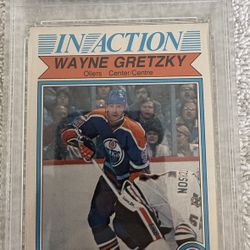 IN ACTION
WAYNE GRETZKY
Oilers Center/Centre